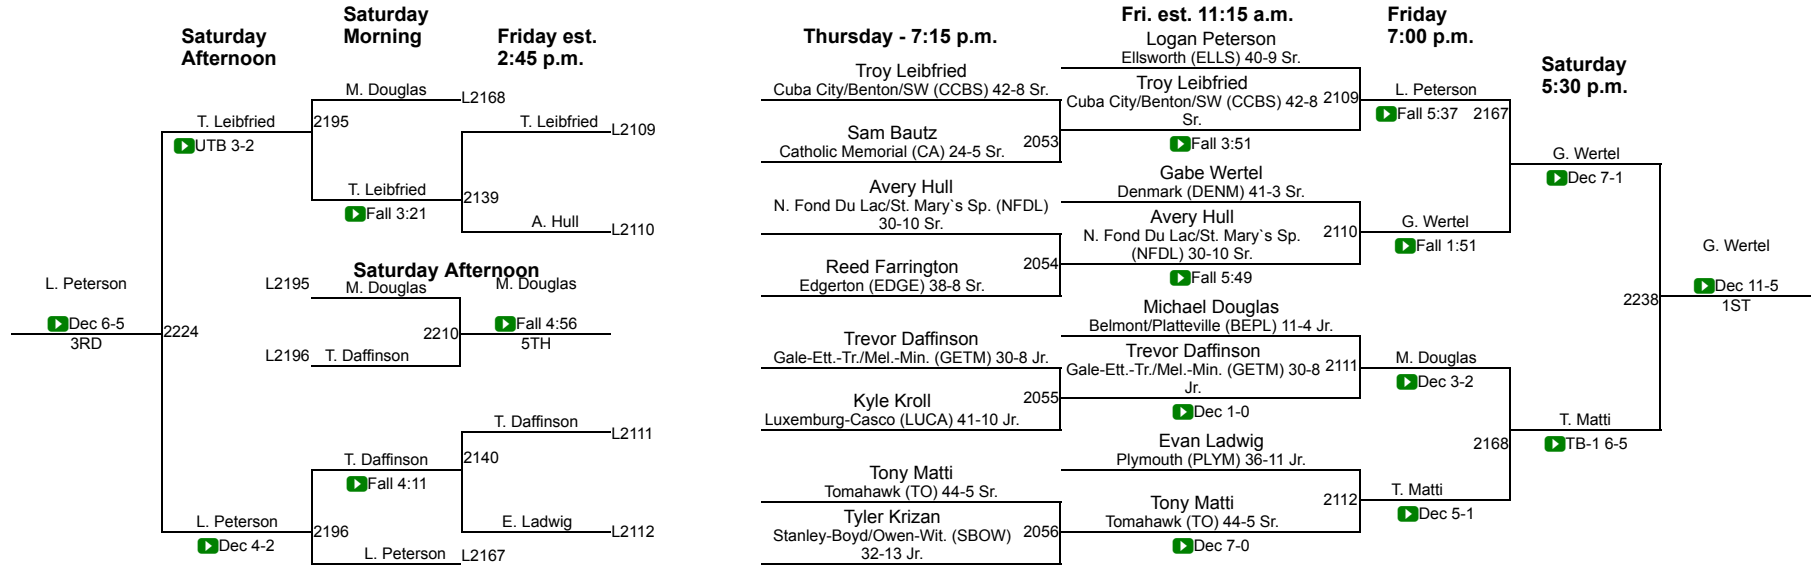 Saturday
Afternoon
Saturday
Morning
Friday est.
2:45 p.m.
M. Douglas
L2168
T. Leibfried
2195
UTB 3-2
T. Leibfried
L2109
T. Leibfried
2139
Fall 3:21
A. Hull
L2110
Saturday Afternoon
L. Peterson
L2195
M. Douglas
M. Douglas
Dec 6-5
3RD
2224
2210
Fall 4:56
5TH
L2196
T. Daffinson
T. Daffinson
L2111
T. Daffinson
2140
Fall 4:11
L. Peterson
2196
Dec 4-2
E. Ladwig
L2112
L. Peterson
L2167
Thursday - 7:15 p.m.
Troy Leibfried
Cuba City/Benton/SW (CCBS) 42-8 Sr.
Sam Bautz
Catholic Memorial (CA) 24-5 Sr.
2053
Avery Hull
N. Fond Du Lac/St. Mary`s Sp. (NFDL)
30-10 Sr.
Reed Farrington
Edgerton (EDGE) 38-8 Sr.
2054
Trevor Daffinson
Gale-Ett.-Tr./Mel.-Min. (GETM) 30-8 Jr.
Kyle Kroll
Luxemburg-Casco (LUCA) 41-10 Jr.
2055
Tony Matti
Tomahawk (TO) 44-5 Sr.
Tyler Krizan
Stanley-Boyd/Owen-Wit. (SBOW)
32-13 Jr.
2056
Fri. est. 11:15 a.m.
Logan Peterson
Ellsworth (ELLS) 40-9 Sr.
Troy Leibfried
Cuba City/Benton/SW (CCBS) 42-8
Sr.
2109
Fall 3:51
Gabe Wertel
Denmark (DENM) 41-3 Sr.
Avery Hull
N. Fond Du Lac/St. Mary`s Sp.
(NFDL) 30-10 Sr.
2110
Fall 5:49
Michael Douglas
Belmont/Platteville (BEPL) 11-4 Jr.
Trevor Daffinson
Gale-Ett.-Tr./Mel.-Min. (GETM) 30-8
Jr.
2111
Dec 1-0
Evan Ladwig
Plymouth (PLYM) 36-11 Jr.
Tony Matti
Tomahawk (TO) 44-5 Sr.
2112
Dec 7-0
Friday
7:00 p.m.
L. Peterson
Fall 5:37
2167
G. Wertel
Fall 1:51
M. Douglas
Dec 3-2
2168
T. Matti
Dec 5-1
Saturday
5:30 p.m.
G. Wertel
Dec 7-1
2238
T. Matti
TB-1 6-5
G. Wertel
Dec 11-5
1ST